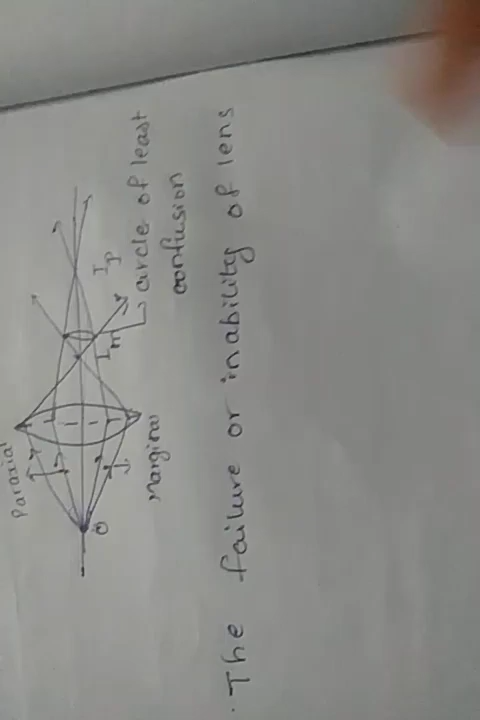 Paraxial
O
Marginal
Im
Ip
circle of least
confusion
. The failure or inability of lens